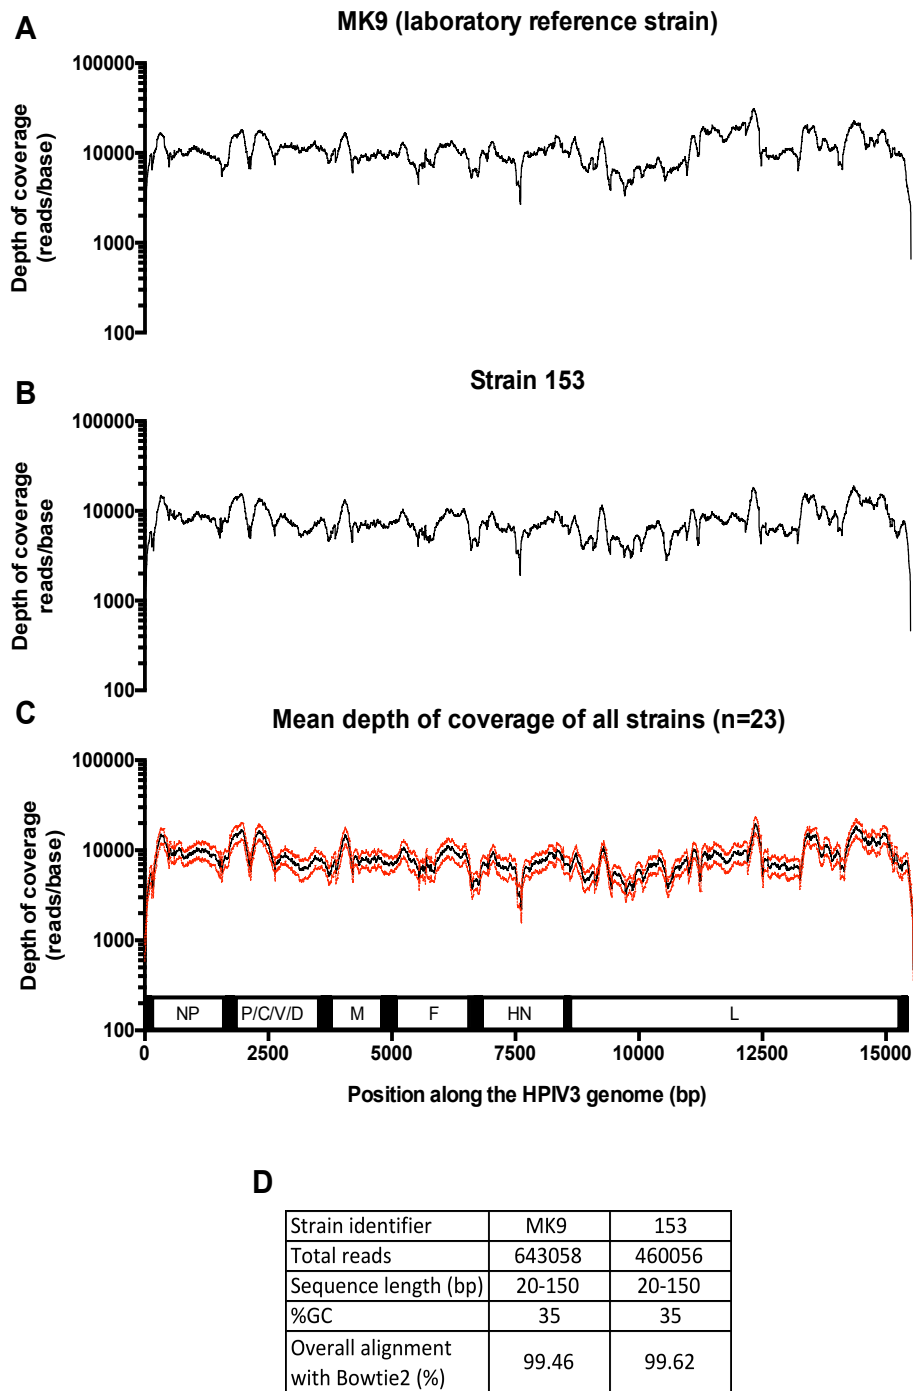 A
MK9 (laboratory reference strain)
Depth of coverage
(reads/base)
100000
10000
1000
100
B
Strain 153
Depth of coverage
reads/base
100000
10000
1000
100
C
Mean depth of coverage of all strains (n=23)
Depth of coverage
(reads/base)
100000
10000
1000
100
NP P/C/V/D M F HN L
0 2500 5000 7500 10000 12500 15000
Position along the HPIV3 genome (bp)
D
Strain identifier MK9 153
Total reads 643058 460056
Sequence length (bp) 20-150 20-150
%GC 35 35
Overall alignment
with Bowtie2 (%) 99.46 99.62